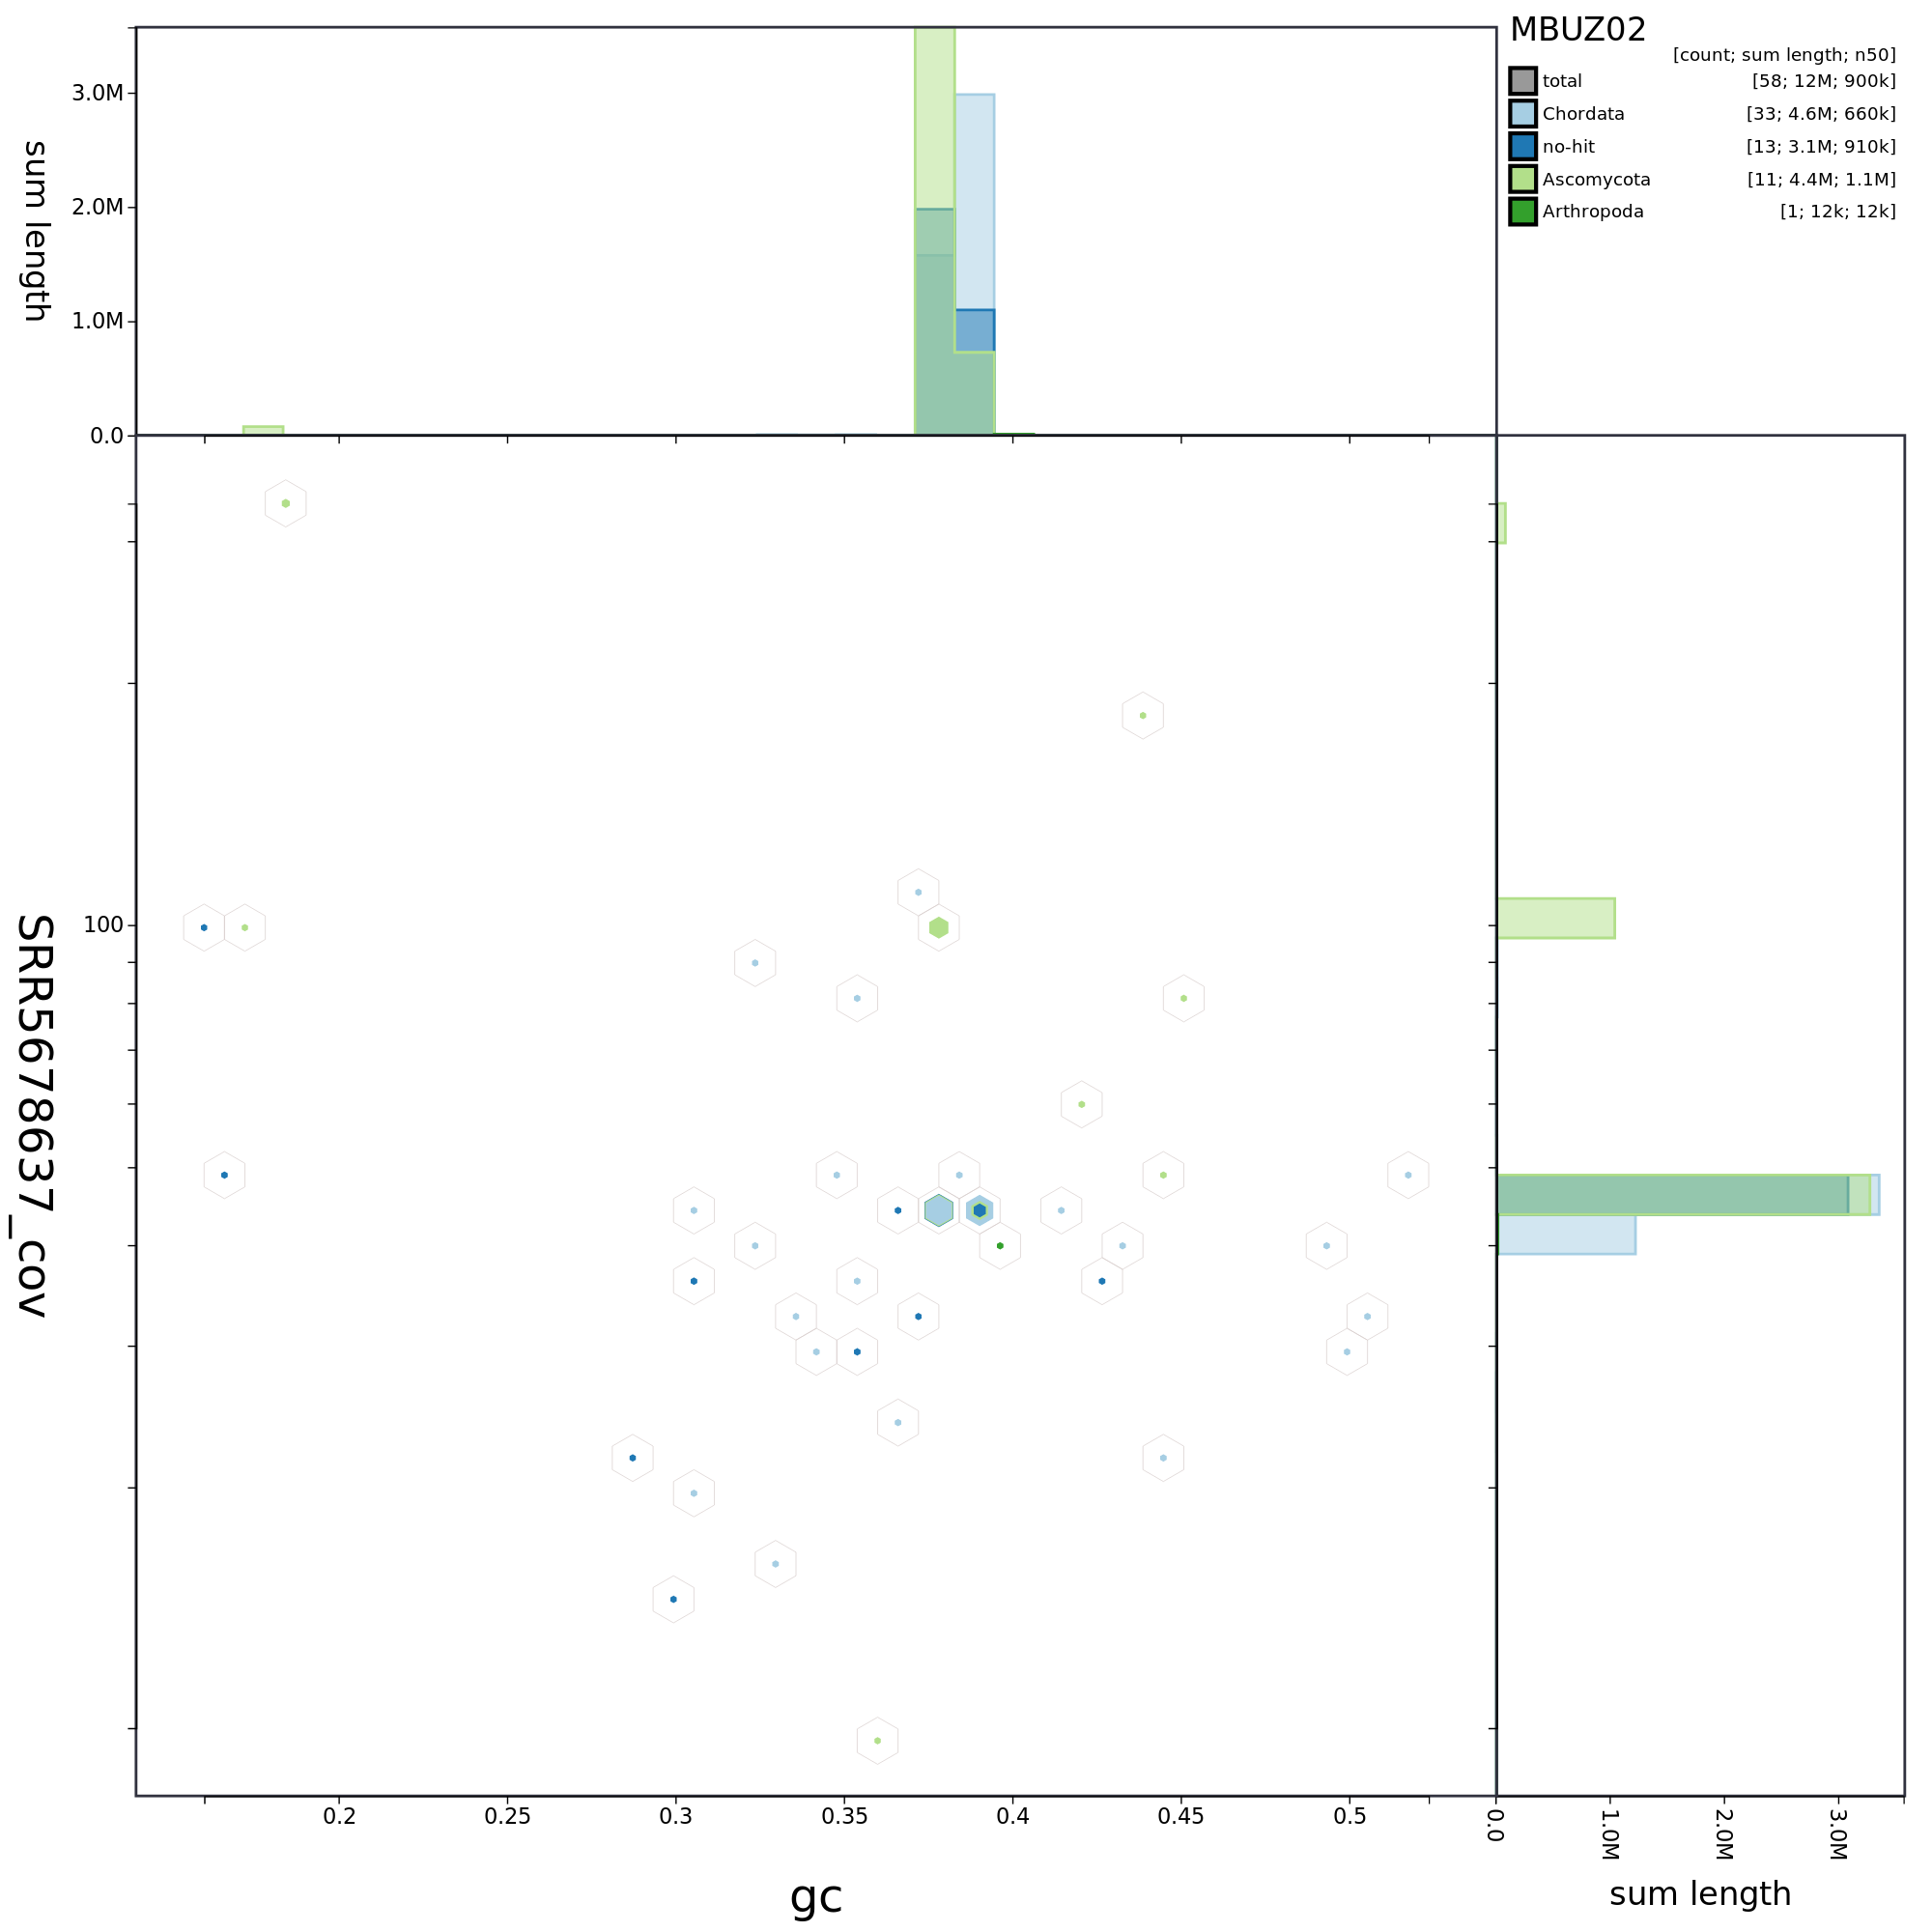 MBUZ02
[count; sum length; n50]
total [58; 12M; 900k]
Chordata [33; 4.6M; 660k]
no-hit [13; 3.1M; 910k]
Ascomycota [11; 4.4M; 1.1M]
Arthropoda [1; 12k; 12k]
sum length
3.0M
2.0M
1.0M
0.0
SRR5678637_cov
100
0.2 0.25 0.3 0.35 0.4 0.45 0.5
gc
0.0 1.0M 2.0M 3.0M
sum length